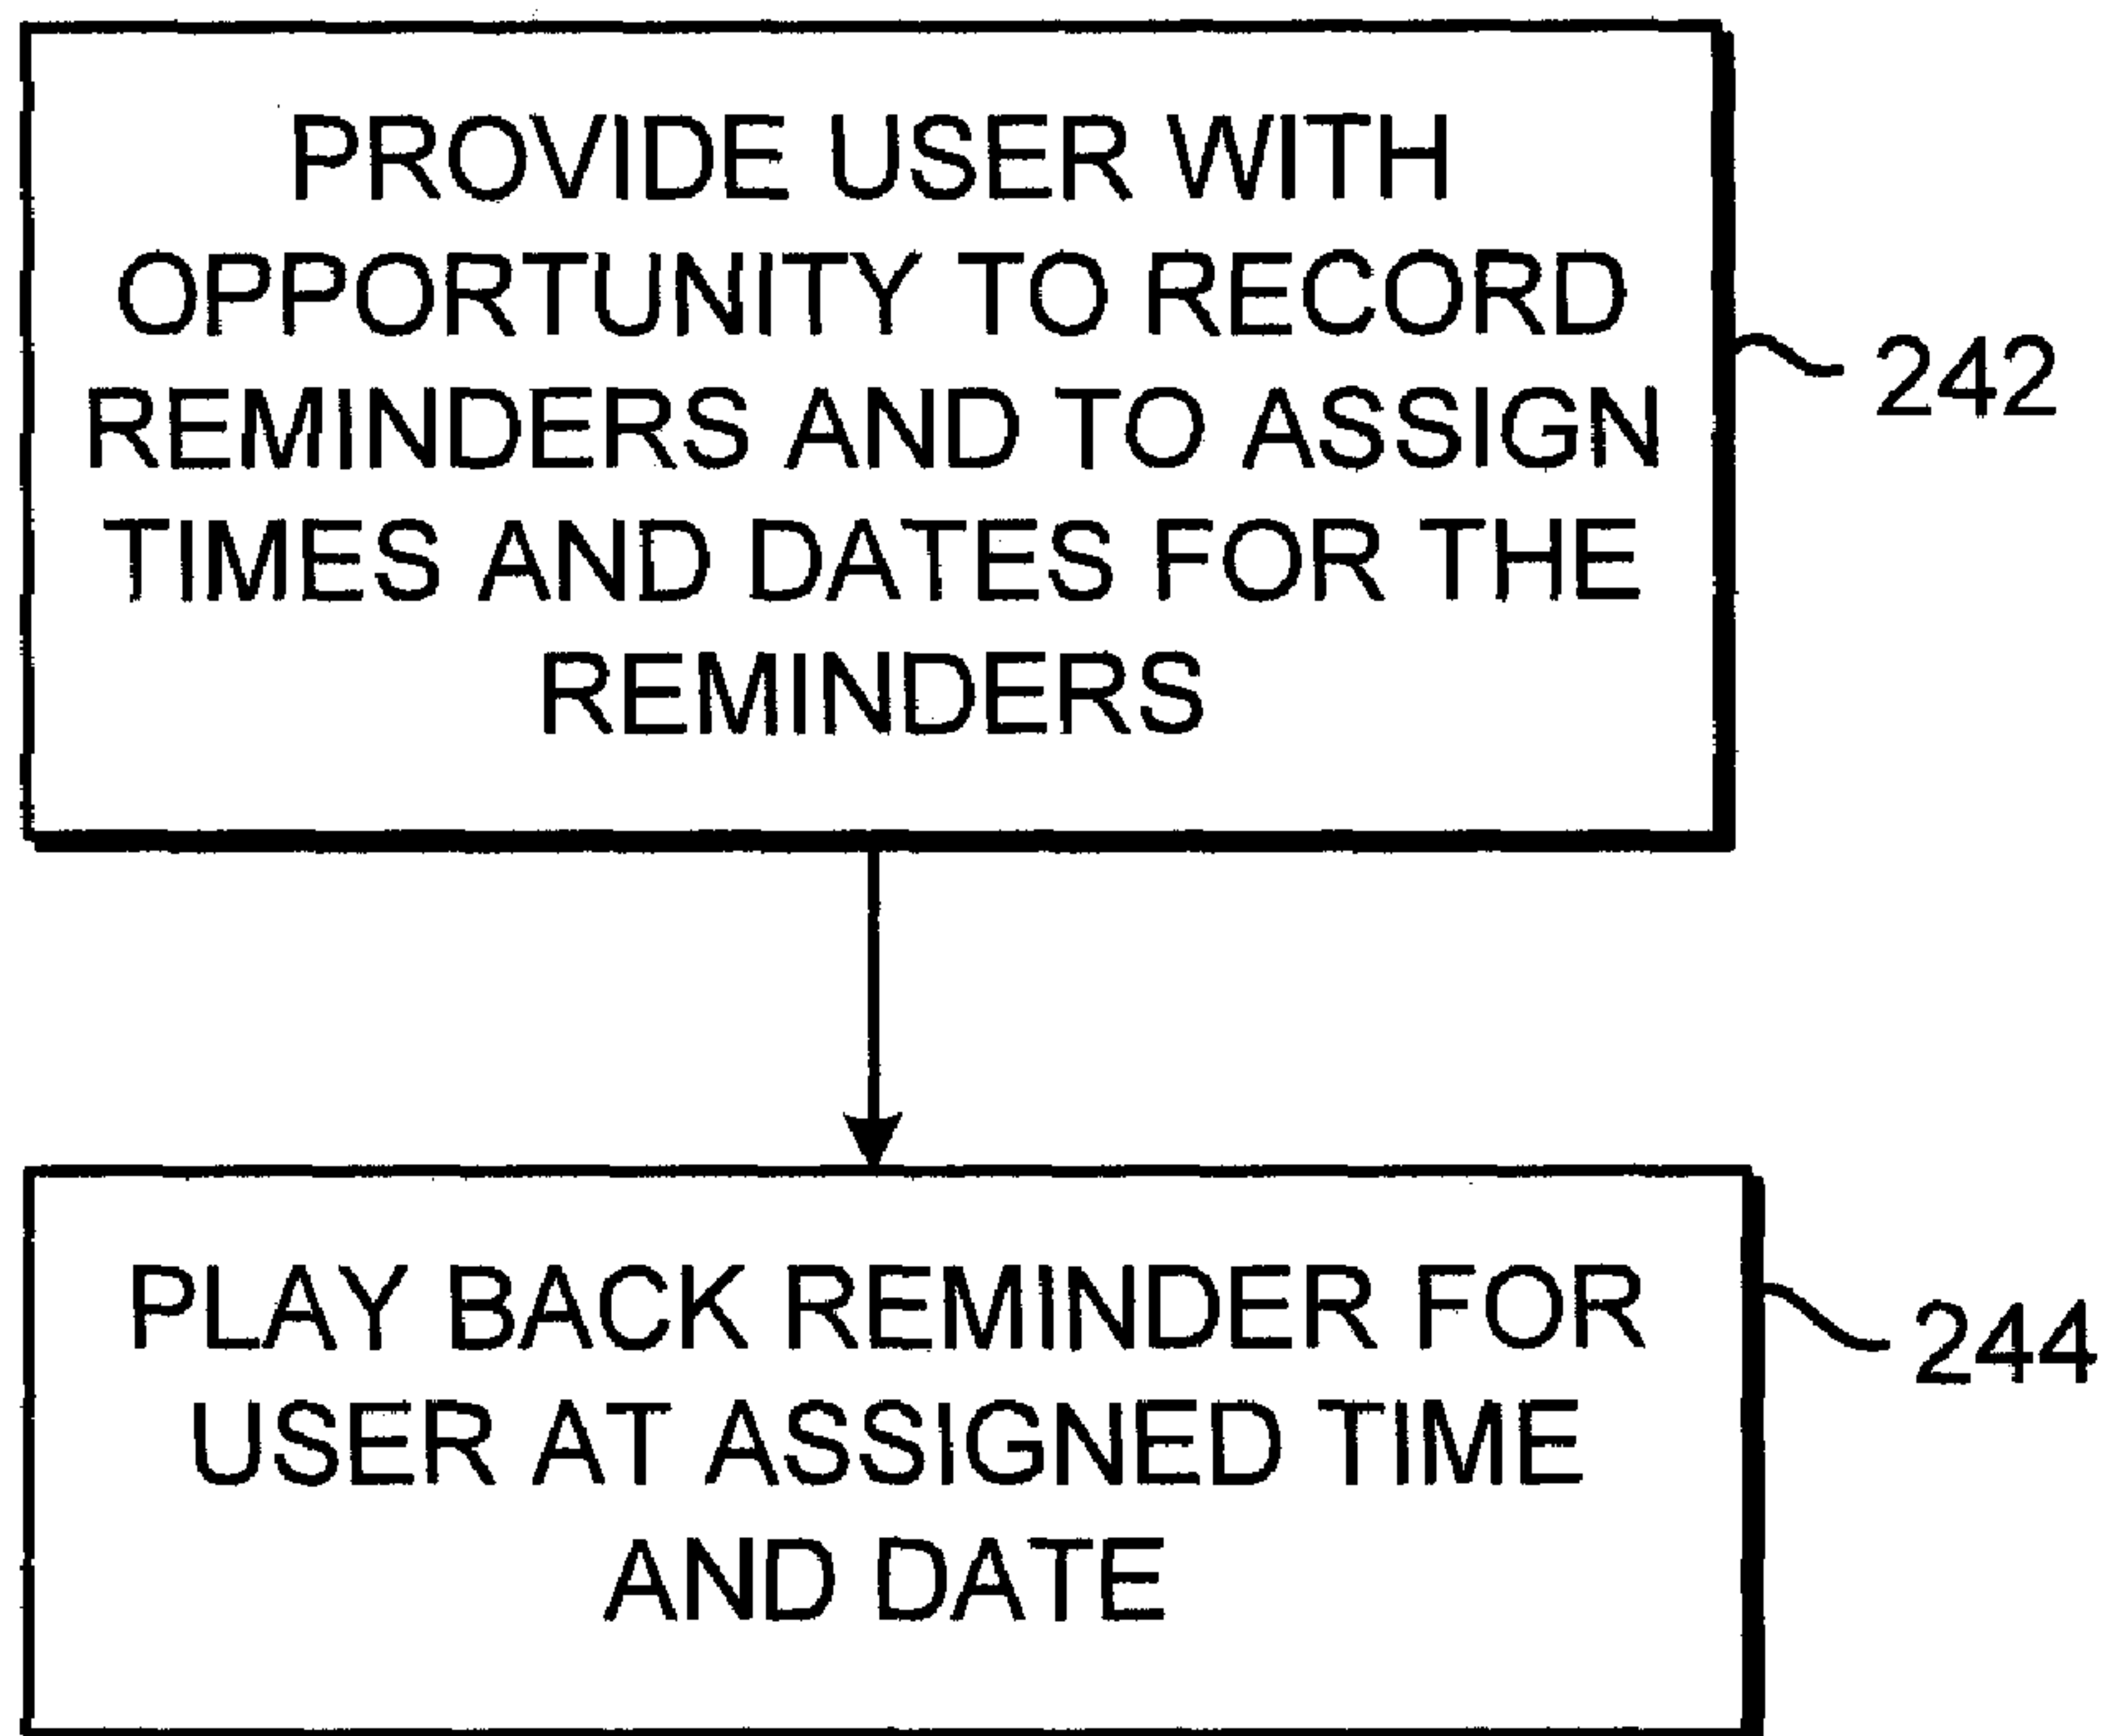 PROVIDE USER WITH
OPPORTUNITY TO RECORD
REMINDERS AND TO ASSIGN
TIMES AND DATES FOR THE
REMINDERS
242
PLAY BACK REMINDER FOR
USER AT ASSIGNED TIME
AND DATE
244